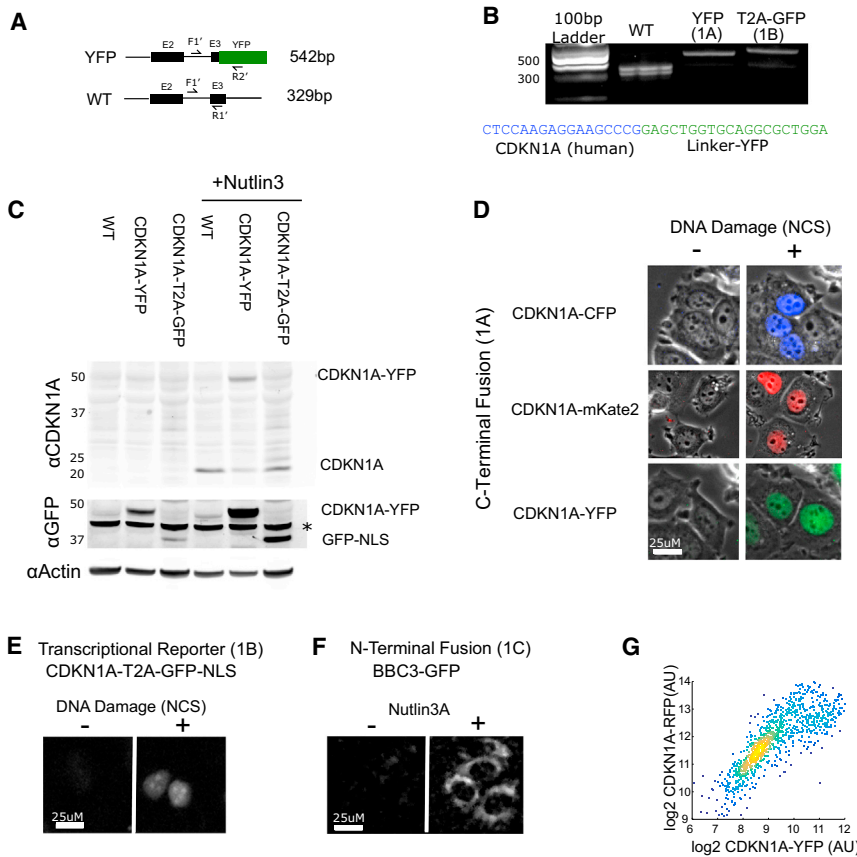 A
E2 F1′ E3 YFP
YFP
R2′
542bp
E2 F1′ E3
WT
R1′
329bp
B
100bp Ladder
WT
YFP (1A)
T2A-GFP (1B)
500
300
CTCCAAGAGGAAGCCCGGAGCTGGTGCAGGCGCTGGA
CDKN1A (human)
Linker-YFP
C
+Nutlin3
WT
CDKN1A-YFP
CDKN1A-T2A-GFP
WT
CDKN1A-YFP
CDKN1A-T2A-GFP
αCDKN1A
50
37
25
20
CDKN1A-YFP
CDKN1A
αGFP
50
37
CDKN1A-YFP
*
GFP-NLS
αActin
D
DNA Damage (NCS)
- +
C-Terminal Fusion (1A)
CDKN1A-CFP
CDKN1A-mKate2
CDKN1A-YFP
25uM
E
Transcriptional Reporter (1B)
CDKN1A-T2A-GFP-NLS
DNA Damage (NCS)
- +
25uM
F
N-Terminal Fusion (1C)
BBC3-GFP
Nutlin3A
- +
25uM
G
log2 CDKN1A-RFP(AU)
14
13
12
11
10
9
6 7 8 9 10 11 12
log2 CDKN1A-YFP (AU)